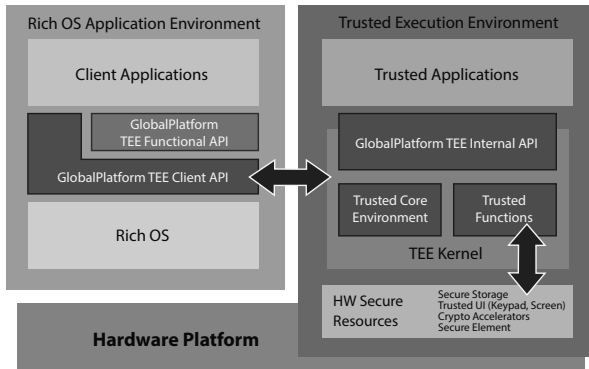 Rich OS Application Environment
Client Applications
GlobalPlatform
TEE Functional API
GlobalPlatform TEE Client API
Rich OS
Trusted Execution Environment
Trusted Applications
GlobalPlatform TEE Internal API
Trusted Core
Environment
Trusted
Functions
TEE Kernel
HW Secure
Resources
Secure Storage
Trusted UI (Keypad, Screen)
Crypto Accelerators
Secure Element
Hardware Platform